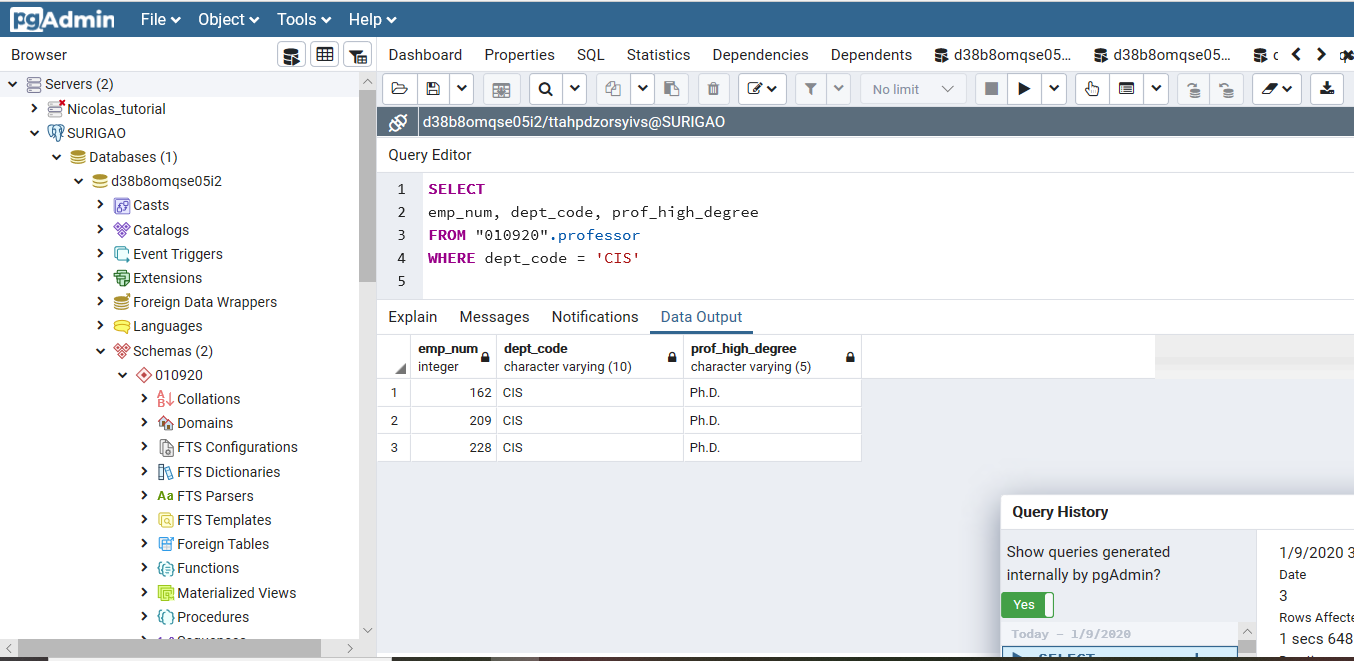 pgAdmin File Object Tools Help
Browser
Dashboard Properties SQL Statistics Dependencies Dependents d38b8omqse05... d38b8omqse05...
Servers (2)
Nicolas_tutorial
SURIGAO
Databases (1)
d38b8omqse05i2
Casts
Catalogs
Event Triggers
Extensions
Foreign Data Wrappers
Languages
Schemas (2)
010920
Collations
Domains
FTS Configurations
FTS Dictionaries
Aa FTS Parsers
FTS Templates
Foreign Tables
Functions
Materialized Views
Procedures
No limit
d38b8omqse05i2/ttahpdzorsyivs@SURIGAO
Query Editor
1 SELECT
2 emp_num, dept_code, prof_high_degree
3 FROM "010920".professor
4 WHERE dept_code = 'CIS'
5
Explain Messages Notifications Data Output
emp_num dept_code prof_high_degree
integer character varying (10) character varying (5)
1 162 CIS Ph.D.
2 209 CIS Ph.D.
3 228 CIS Ph.D.
Query History
Show queries generated
internally by pgAdmin?
Yes
Today - 1/9/2020
SELECT
1/9/2020 3
Date
3
Rows Affecte
1 secs 648